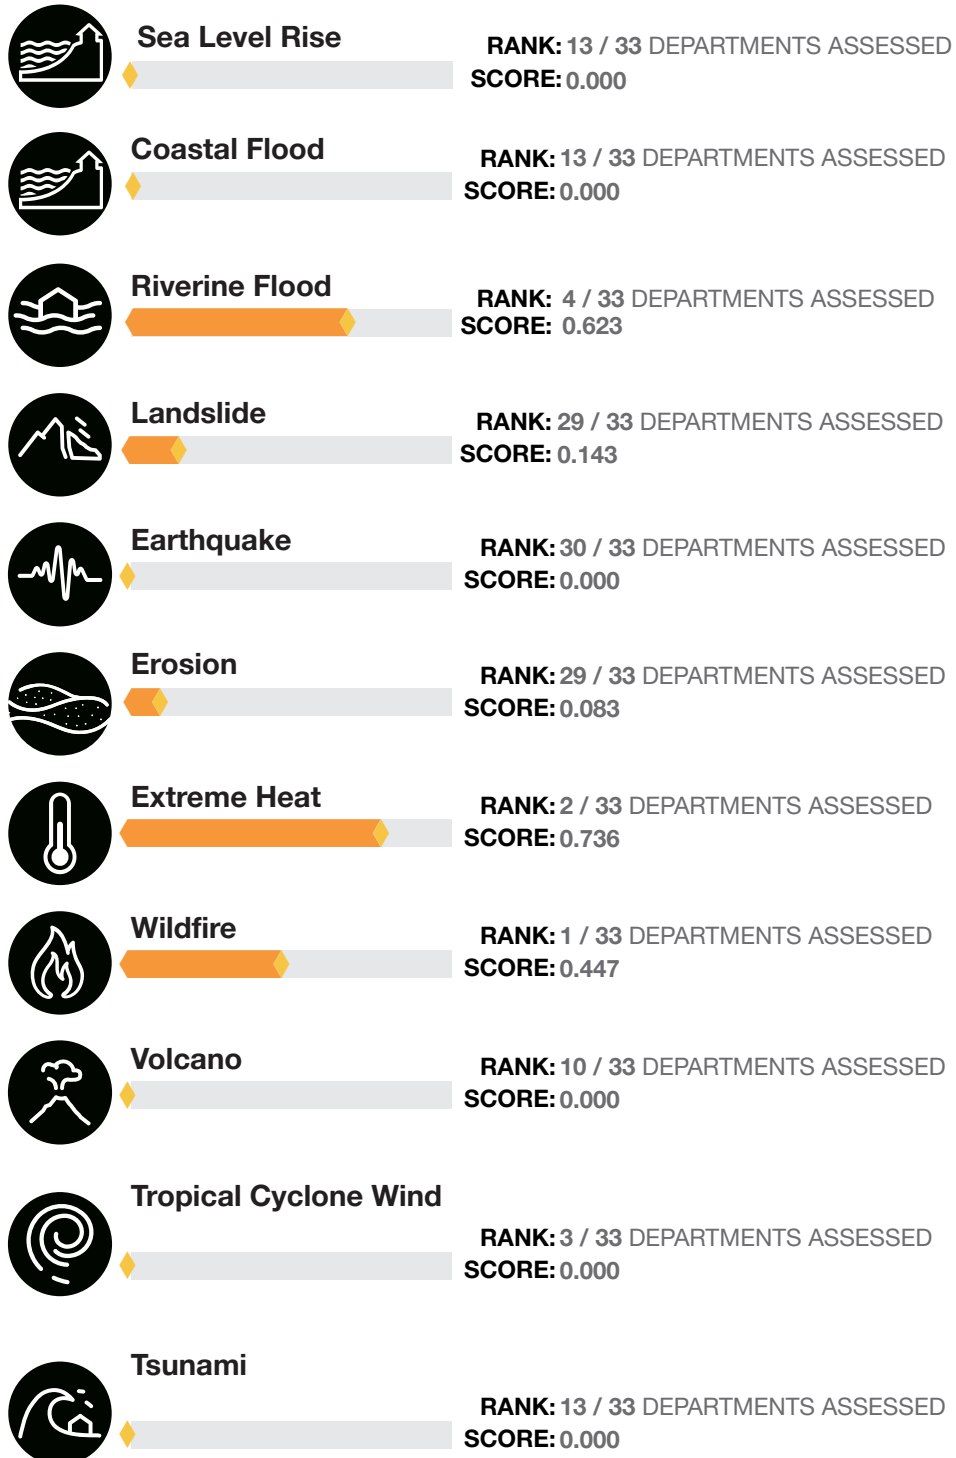 Sea Level Rise
RANK: 13 / 33 DEPARTMENTS ASSESSED
SCORE: 0.000
Coastal Flood
RANK: 13 / 33 DEPARTMENTS ASSESSED
SCORE: 0.000
Riverine Flood
RANK: 4 / 33 DEPARTMENTS ASSESSED
SCORE: 0.623
Landslide
RANK: 29 / 33 DEPARTMENTS ASSESSED
SCORE: 0.143
Earthquake
RANK: 30 / 33 DEPARTMENTS ASSESSED
SCORE: 0.000
Erosion
RANK: 29 / 33 DEPARTMENTS ASSESSED
SCORE: 0.083
Extreme Heat
RANK: 2 / 33 DEPARTMENTS ASSESSED
SCORE: 0.736
Wildfire
RANK: 1 / 33 DEPARTMENTS ASSESSED
SCORE: 0.447
Volcano
RANK: 10 / 33 DEPARTMENTS ASSESSED
SCORE: 0.000
Tropical Cyclone Wind
RANK: 3 / 33 DEPARTMENTS ASSESSED
SCORE: 0.000
Tsunami
RANK: 13 / 33 DEPARTMENTS ASSESSED
SCORE: 0.000